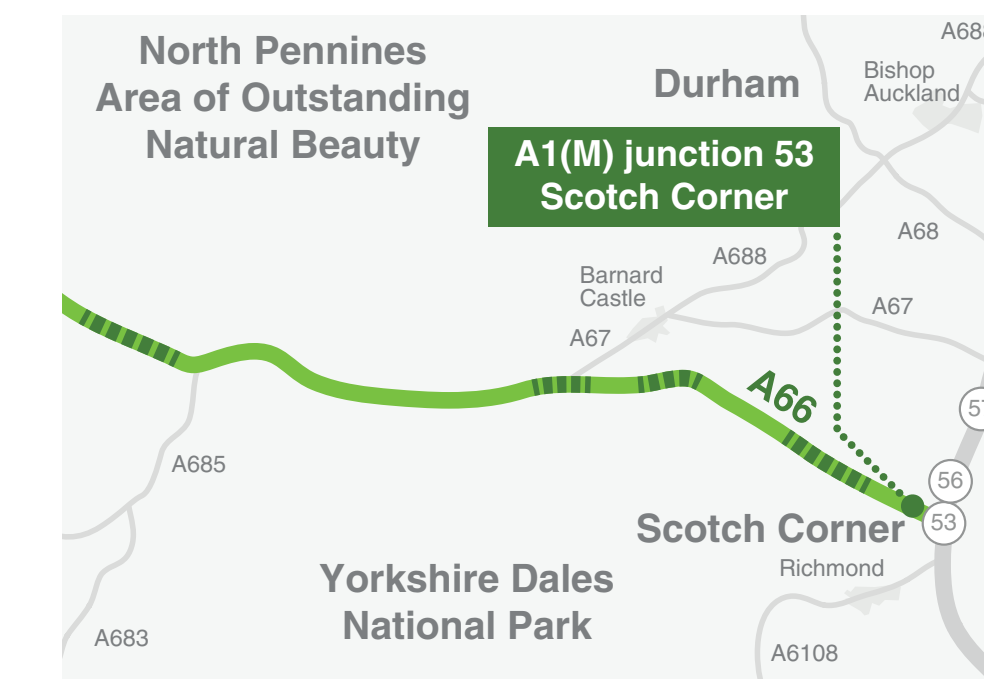 North Pennines
Area of Outstanding
Natural Beauty
Durham
Bishop
Auckland
A1(M) junction 53
Scotch Corner
A68
A688
Barnard
Castle
A67
A67
A66
A685
56
53
Scotch Corner
Richmond
Yorkshire Dales
National Park
A683
A6108